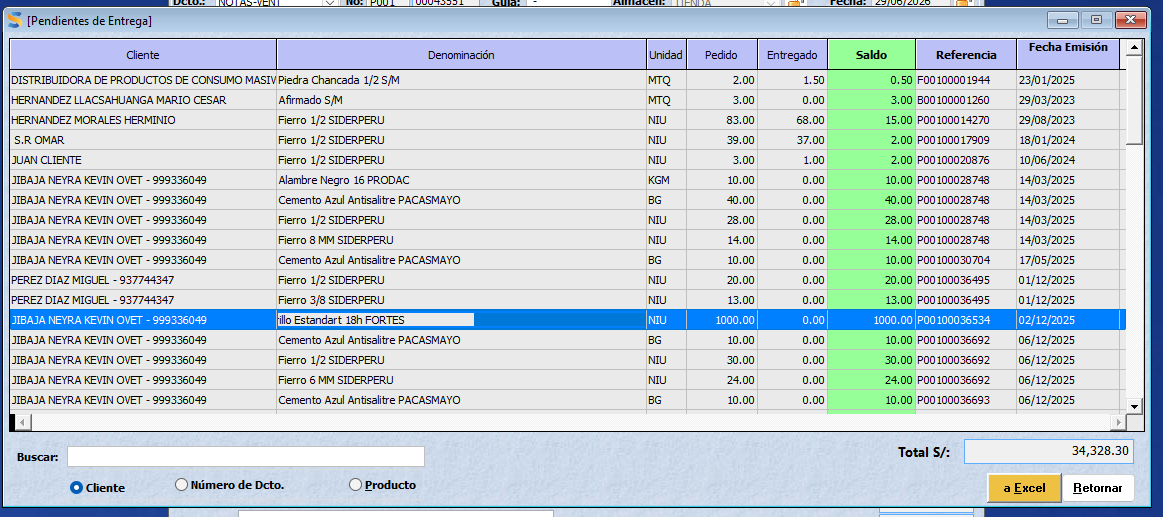 Dcto.: NOTAS-VENT No: P001 00043551 Guía: - Almacén: TIENDA Fecha: 29/06/2026
[Pendientes de Entrega]
Cliente Denominación Unidad Pedido Entregado Saldo Referencia Fecha Emisión
DISTRIBUIDORA DE PRODUCTOS DE CONSUMO MASIV Piedra Chancada 1/2 S/M MTQ 2.00 1.50 0.50 F00100001944 23/01/2025
HERNANDEZ LLACSAHUANGA MARIO CESAR Afirmado S/M MTQ 3.00 0.00 3.00 B00100001260 29/03/2023
HERNANDEZ MORALES HERMINIO Fierro 1/2 SIDERPERU NIU 83.00 68.00 15.00 P00100014270 29/08/2023
S.R OMAR Fierro 1/2 SIDERPERU NIU 39.00 37.00 2.00 P00100017909 18/01/2024
JUAN CLIENTE Fierro 1/2 SIDERPERU NIU 3.00 1.00 2.00 P00100020876 10/06/2024
JIBAJA NEYRA KEVIN OVET - 999336049 Alambre Negro 16 PRODAC KGM 10.00 0.00 10.00 P00100028748 14/03/2025
JIBAJA NEYRA KEVIN OVET - 999336049 Cemento Azul Antisalitre PACASMAYO BG 40.00 0.00 40.00 P00100028748 14/03/2025
JIBAJA NEYRA KEVIN OVET - 999336049 Fierro 1/2 SIDERPERU NIU 28.00 0.00 28.00 P00100028748 14/03/2025
JIBAJA NEYRA KEVIN OVET - 999336049 Fierro 8 MM SIDERPERU NIU 14.00 0.00 14.00 P00100028748 14/03/2025
JIBAJA NEYRA KEVIN OVET - 999336049 Cemento Azul Antisalitre PACASMAYO BG 10.00 0.00 10.00 P00100030704 17/05/2025
PEREZ DIAZ MIGUEL - 937744347 Fierro 1/2 SIDERPERU NIU 20.00 0.00 20.00 P00100036495 01/12/2025
PEREZ DIAZ MIGUEL - 937744347 Fierro 3/8 SIDERPERU NIU 13.00 0.00 13.00 P00100036495 01/12/2025
JIBAJA NEYRA KEVIN OVET - 999336049 illo Estandart 18h FORTES NIU 1000.00 0.00 1000.00 P00100036534 02/12/2025
JIBAJA NEYRA KEVIN OVET - 999336049 Cemento Azul Antisalitre PACASMAYO BG 10.00 0.00 10.00 P00100036692 06/12/2025
JIBAJA NEYRA KEVIN OVET - 999336049 Fierro 1/2 SIDERPERU NIU 30.00 0.00 30.00 P00100036692 06/12/2025
JIBAJA NEYRA KEVIN OVET - 999336049 Fierro 6 MM SIDERPERU NIU 24.00 0.00 24.00 P00100036692 06/12/2025
JIBAJA NEYRA KEVIN OVET - 999336049 Cemento Azul Antisalitre PACASMAYO BG 10.00 0.00 10.00 P00100036693 06/12/2025
Buscar: Total S/: 34,328.30
Cliente Número de Dcto. Producto a Excel Retornar